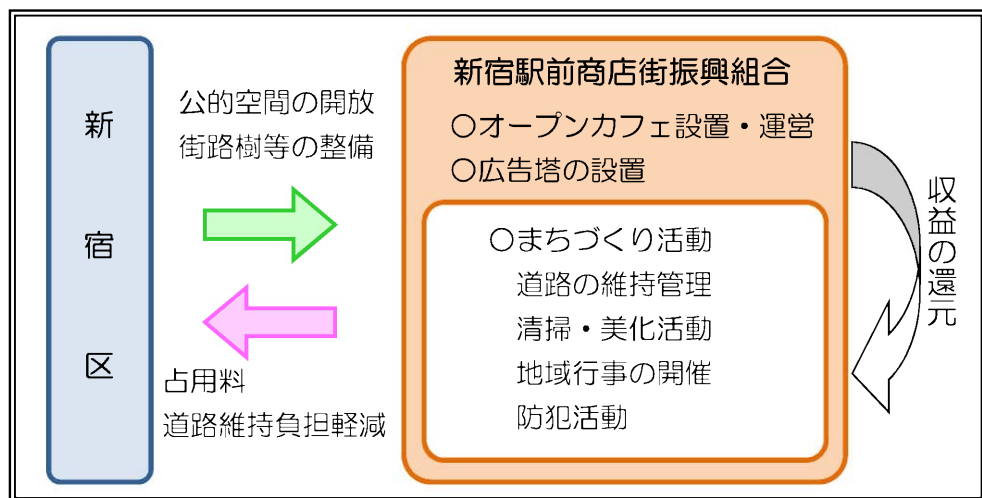 新宿区
公的空間の開放
街路樹等の整備
占用料
道路維持負担軽減
新宿駅前商店街振興組合
〇オープンカフェ設置・運営
〇広告塔の設置
〇まちづくり活動
道路の維持管理
清掃・美化活動
地域行事の開催
防犯活動
収益の還元